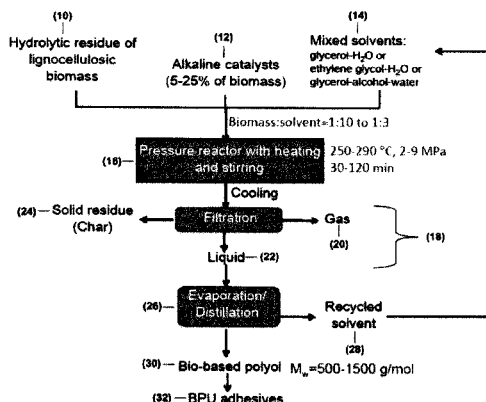 (10)
Hydrolytic residue of
lignocellulosic
biomass
(12)
Alkaline catalysts
(5-25% of biomass)
(14)
Mixed solvents:
glycerol-H₂O or
ethylene glycol-H₂O or
glycerol-alcohol-water
Biomass:solvent=1:10 to 1:3
(16)
Pressure reactor with heating
and stirring
250-290 °C, 2-9 MPa
30-120 min
Cooling
(24) Solid residue
(Char)
Filtration
Gas
(20)
(18)
Liquid (22)
(26)
Evaporation/
Distillation
Recycled
solvent
(28)
(30) Bio-based polyol
Mw=500-1500 g/mol
(32) BPU adhesives